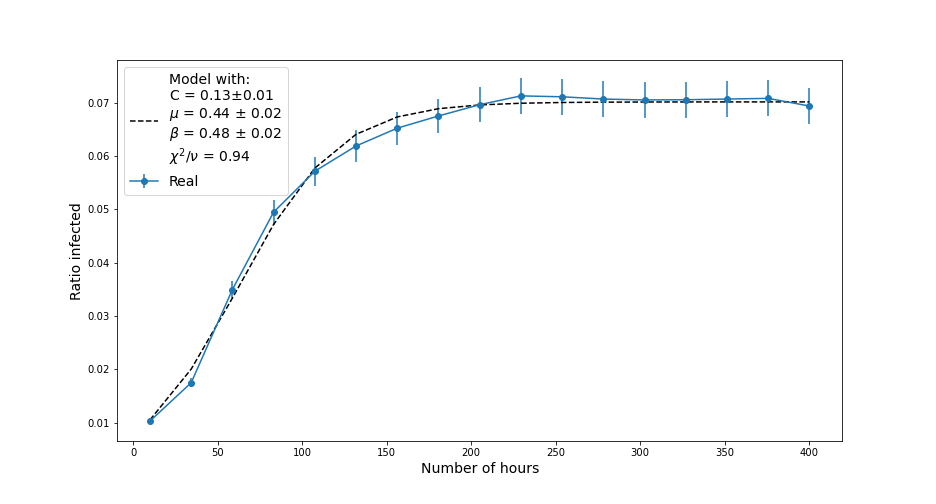 Model with:
C = 0.13±0.01
μ = 0.44 ± 0.02
β = 0.48 ± 0.02
χ²/ν = 0.94
Real
0.07
0.06
0.05
0.04
0.03
0.02
0.01
Ratio infected
0 50 100 150 200 250 300 350 400
Number of hours